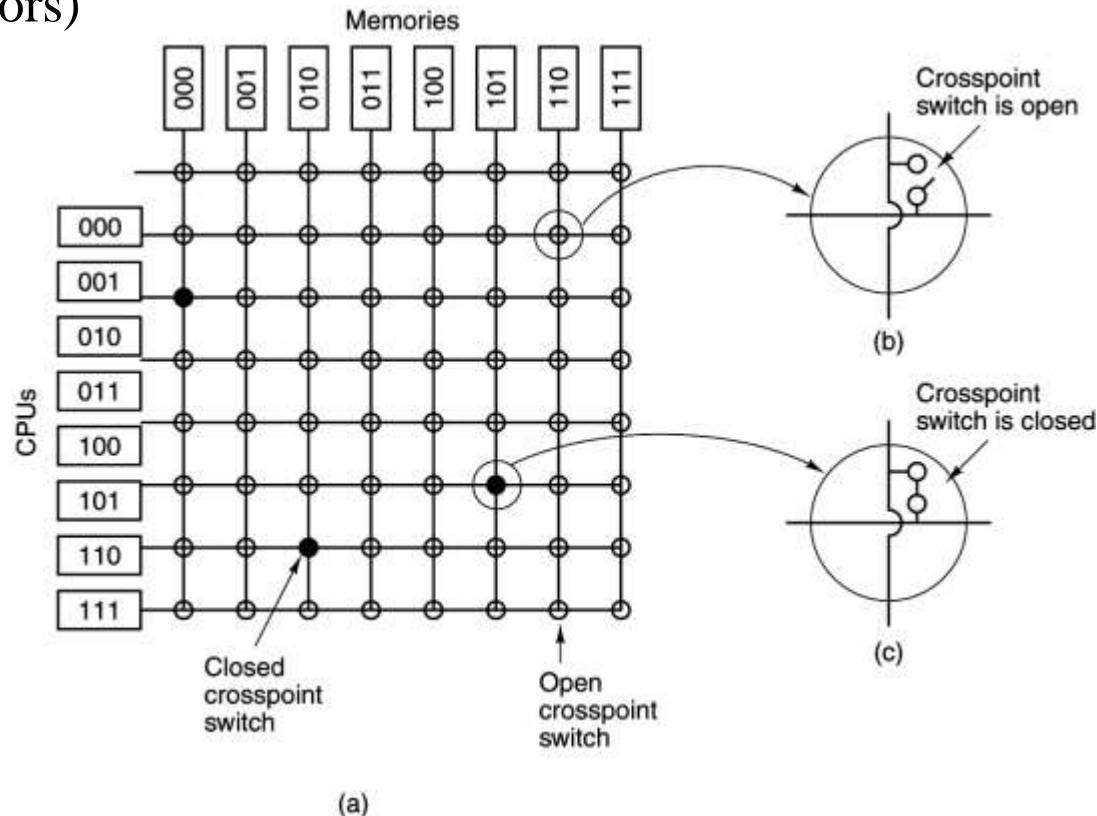 ors)
Memories
000
001
010
011
100
101
110
111
Crosspoint
switch is open
(b)
CPUs
000
001
010
011
100
101
110
111
Crosspoint
switch is closed
(c)
Closed
crosspoint
switch
Open
crosspoint
switch
(a)